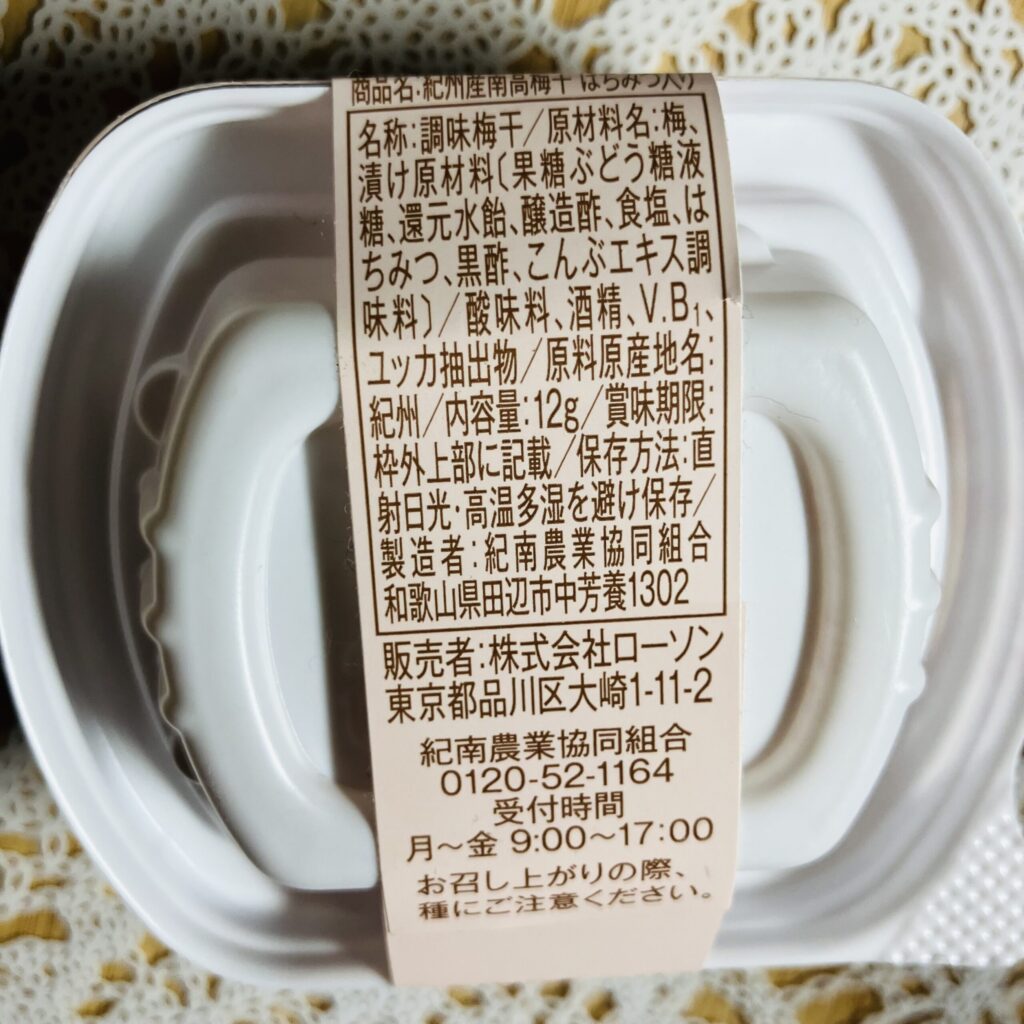 商品名:紀州産南高梅干 はちみつ入り
名称:調味梅干/原材料名:梅、
漬け原材料〔果糖ぶどう糖液
糖、還元水飴、醸造酢、食塩、は
ちみつ、黒酢、こんぶエキス調
味料〕/酸味料、酒精、V.B₁、
ユッカ抽出物/原料原産地名:
紀州/内容量:12g/賞味期限:
枠外上部に記載/保存方法:直
射日光・高温多湿を避け保存/
製造者:紀南農業協同組合
和歌山県田辺市中芳養1302
販売者:株式会社ローソン
東京都品川区大崎1-11-2
紀南農業協同組合
0120-52-1164
受付時間
月～金 9:00～17:00
お召し上がりの際、
種にご注意ください。